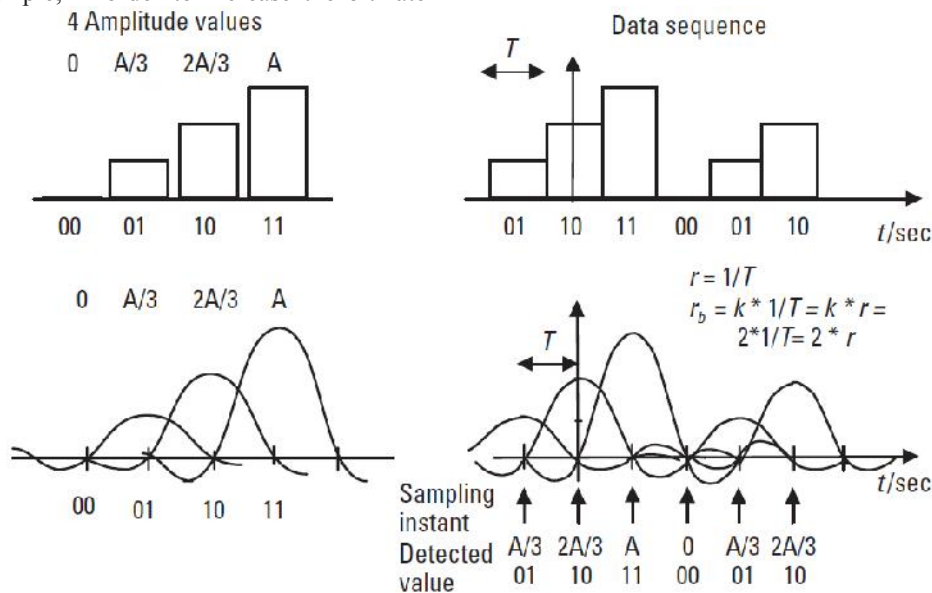 4 Amplitude values
0 A/3 2A/3 A
00 01 10 11
Data sequence
T
01 10 11 00 01 10
t/sec
0 A/3 2A/3 A
00 01 10 11
r = 1/T
r_b = k * 1/T = k * r =
2*1/T= 2 * r
T
t/sec
Sampling
instant
Detected
value
A/3 2A/3 A 0 A/3 2A/3
01 10 11 00 01 10